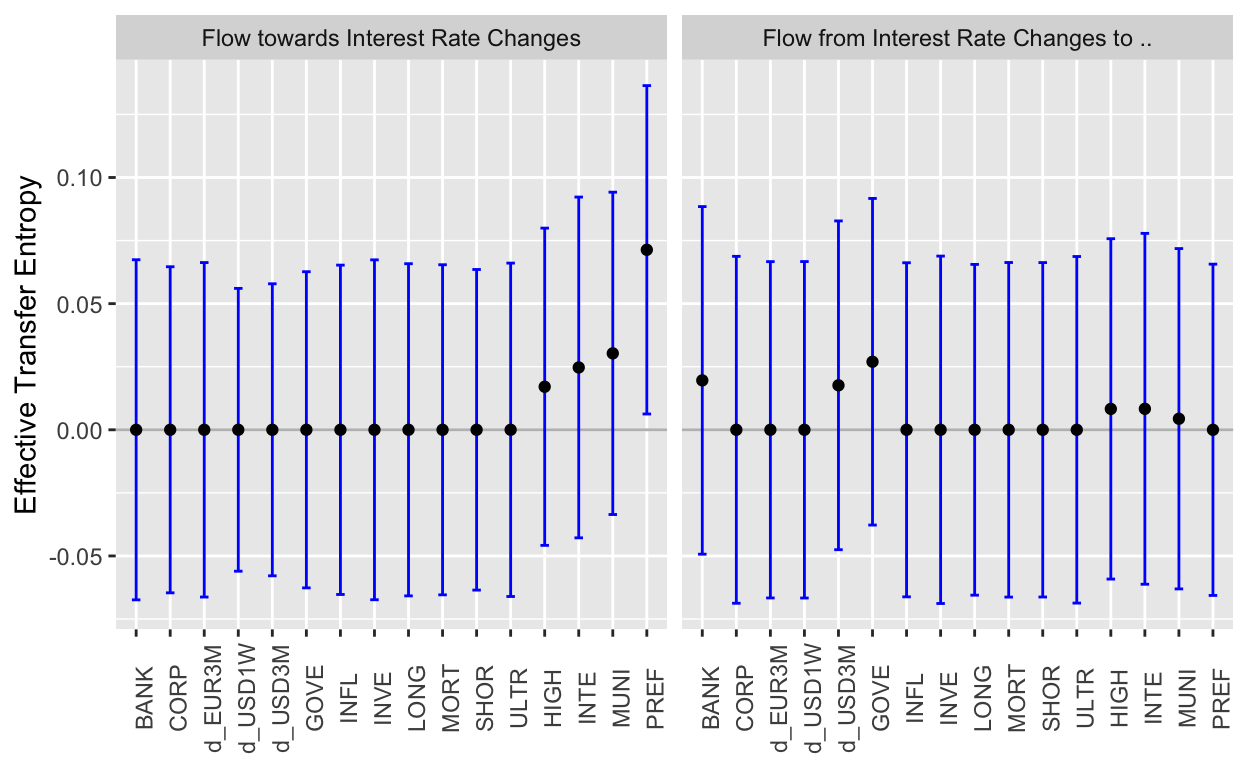 Flow towards Interest Rate Changes
Flow from Interest Rate Changes to ..
Effective Transfer Entropy
0.10
0.05
0.00
-0.05
BANK
CORP
d_EUR3M
d_USD1W
d_USD3M
GOVE
INFL
INVE
LONG
MORT
SHOR
ULTR
HIGH
INTE
MUNI
PREF
BANK
CORP
d_EUR3M
d_USD1W
d_USD3M
GOVE
INFL
INVE
LONG
MORT
SHOR
ULTR
HIGH
INTE
MUNI
PREF